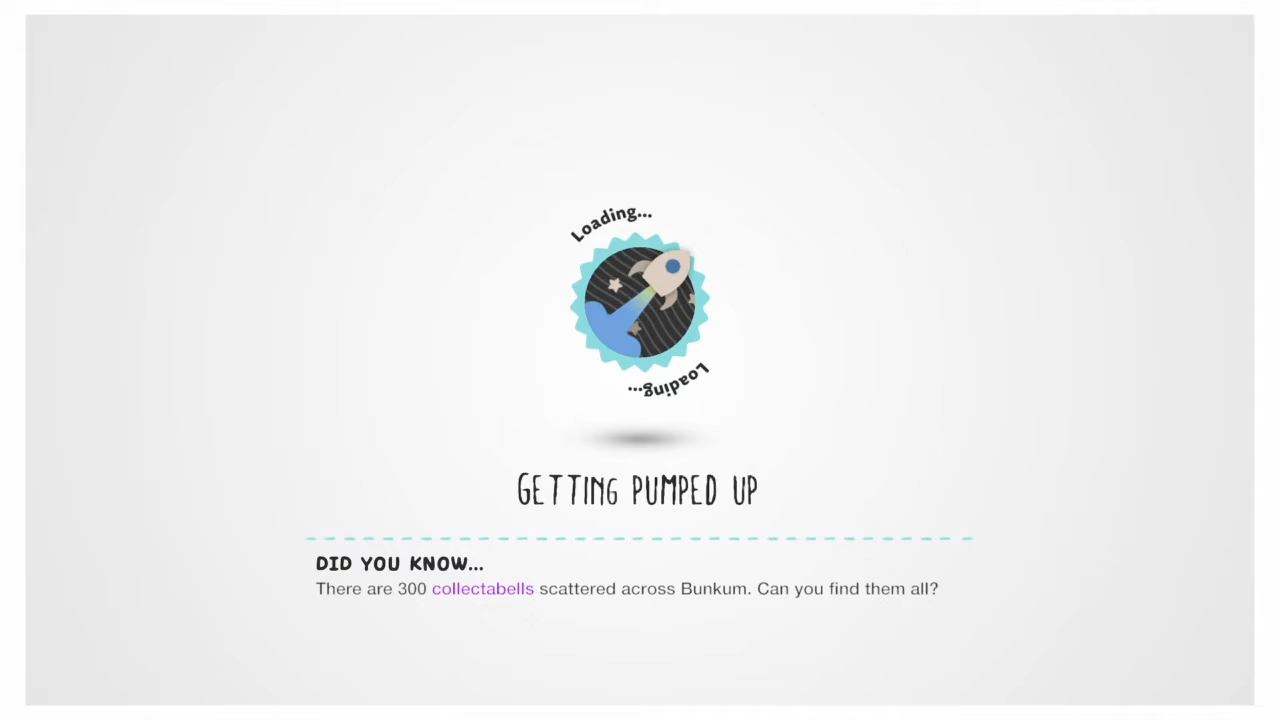 Loading...
Loading...
GETTING PUMPED UP
DID YOU KNOW...
There are 300 collectabells scattered across Bunkum. Can you find them all?